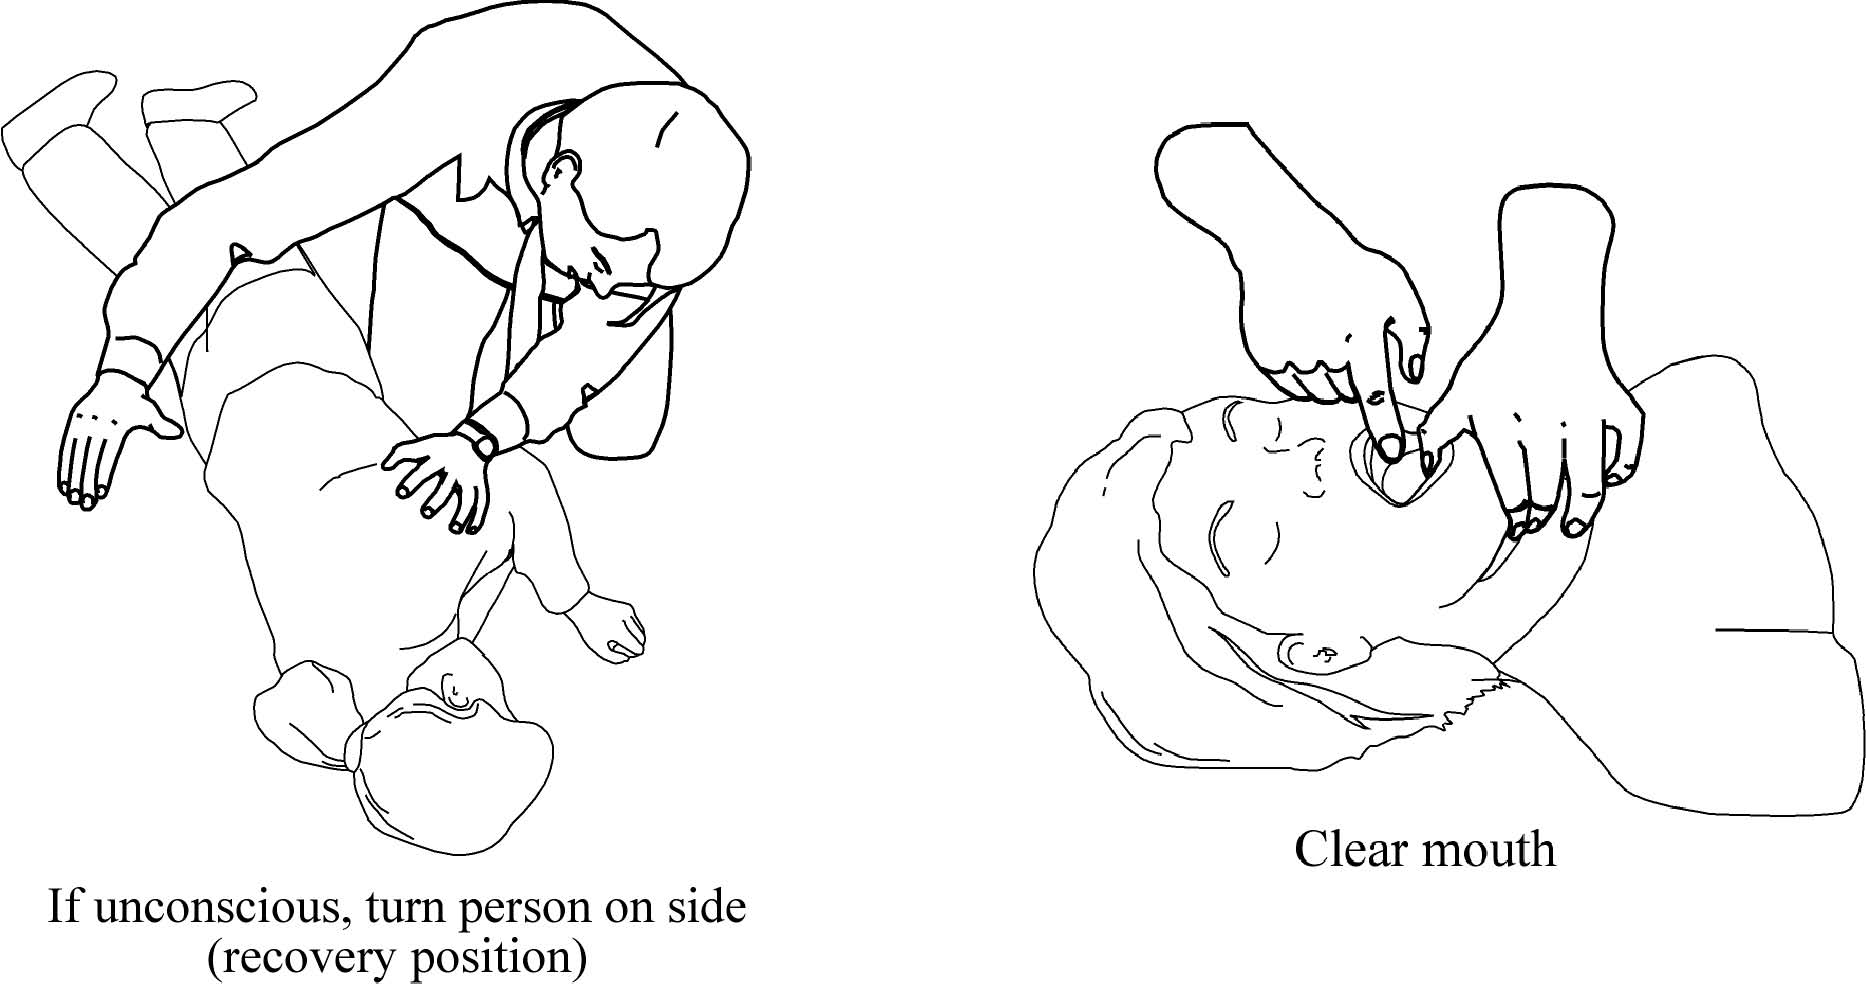 If unconscious, turn person on side
(recovery position)
Clear mouth